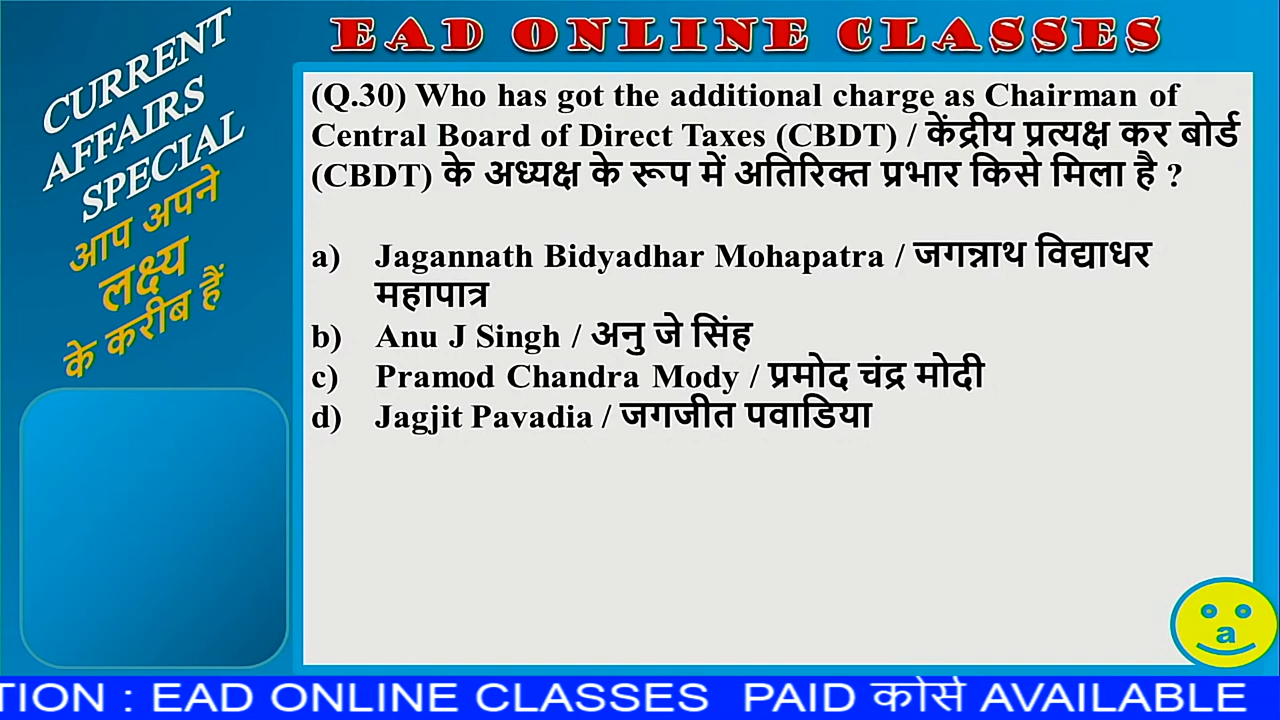 EAD ONLINE CLASSES
CURRENT
AFFAIRS
SPECIAL
आप अपने
लक्ष्य
के करीब हैं
(Q.30) Who has got the additional charge as Chairman of
Central Board of Direct Taxes (CBDT) / केंद्रीय प्रत्यक्ष कर बोर्ड
(CBDT) के अध्यक्ष के रूप में अतिरिक्त प्रभार किसे मिला है ?
a) Jagannath Bidyadhar Mohapatra / जगन्नाथ विद्याधर
महापात्र
b) Anu J Singh / अनु जे सिंह
c) Pramod Chandra Mody / प्रमोद चंद्र मोदी
d) Jagjit Pavadia / जगजीत पवाडिया
a
TION : EAD ONLINE CLASSES PAID कोर्स AVAILABLE